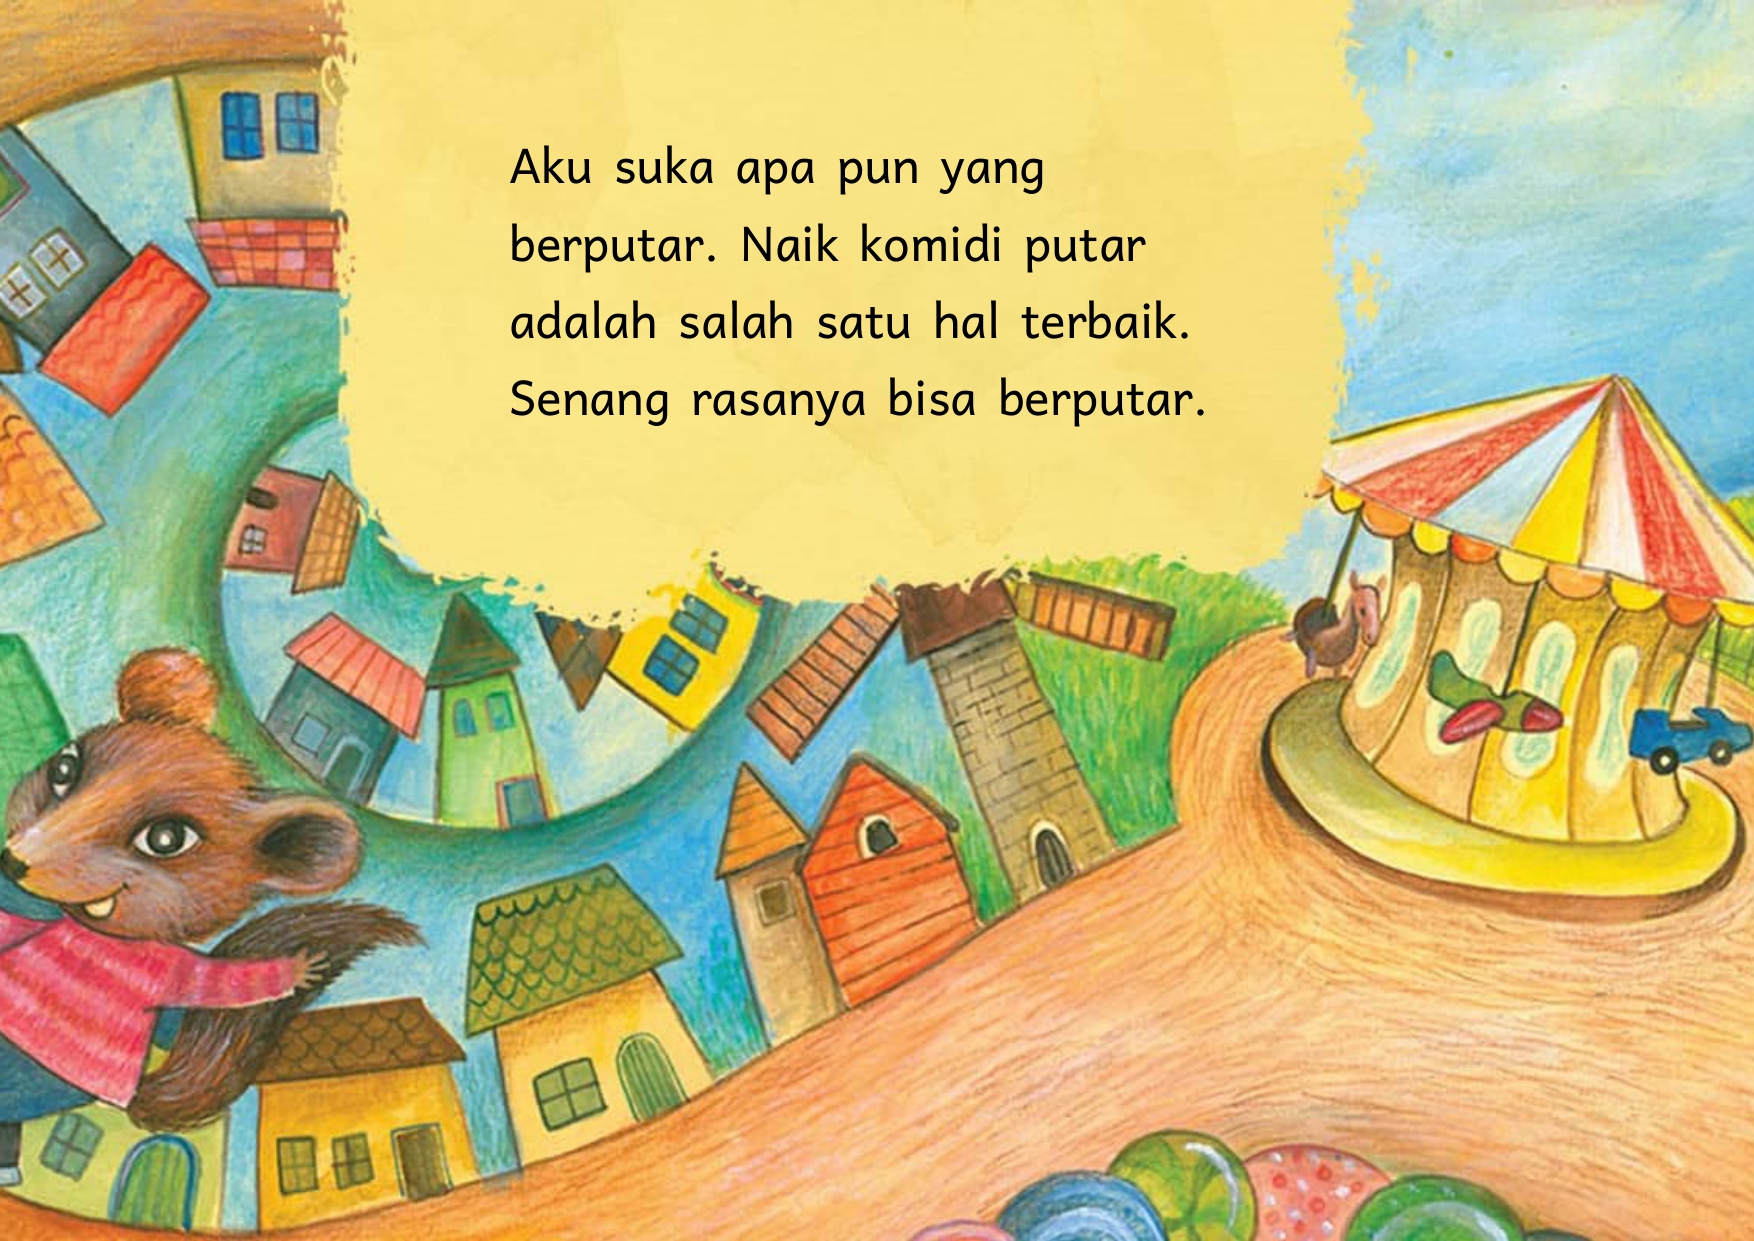 Aku suka apa pun yang
berputar. Naik komidi putar
adalah salah satu hal terbaik.
Senang rasanya bisa berputar.